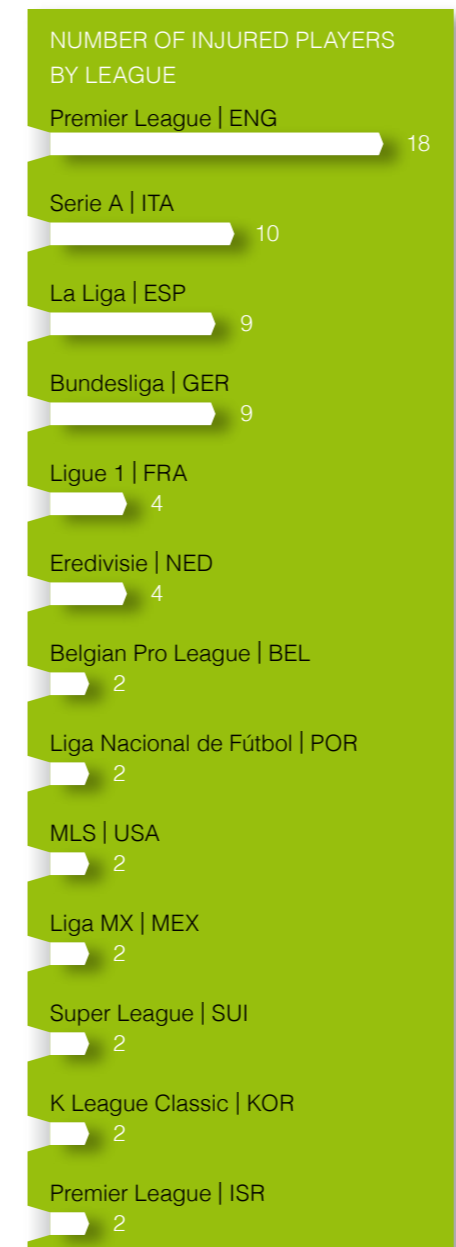 NUMBER OF INJURED PLAYERS
BY LEAGUE
Premier League | ENG
18
Serie A | ITA
10
La Liga | ESP
9
Bundesliga | GER
9
Ligue 1 | FRA
4
Eredivisie | NED
4
Belgian Pro League | BEL
2
Liga Nacional de Fútbol | POR
2
MLS | USA
2
Liga MX | MEX
2
Super League | SUI
2
K League Classic | KOR
2
Premier League | ISR
2